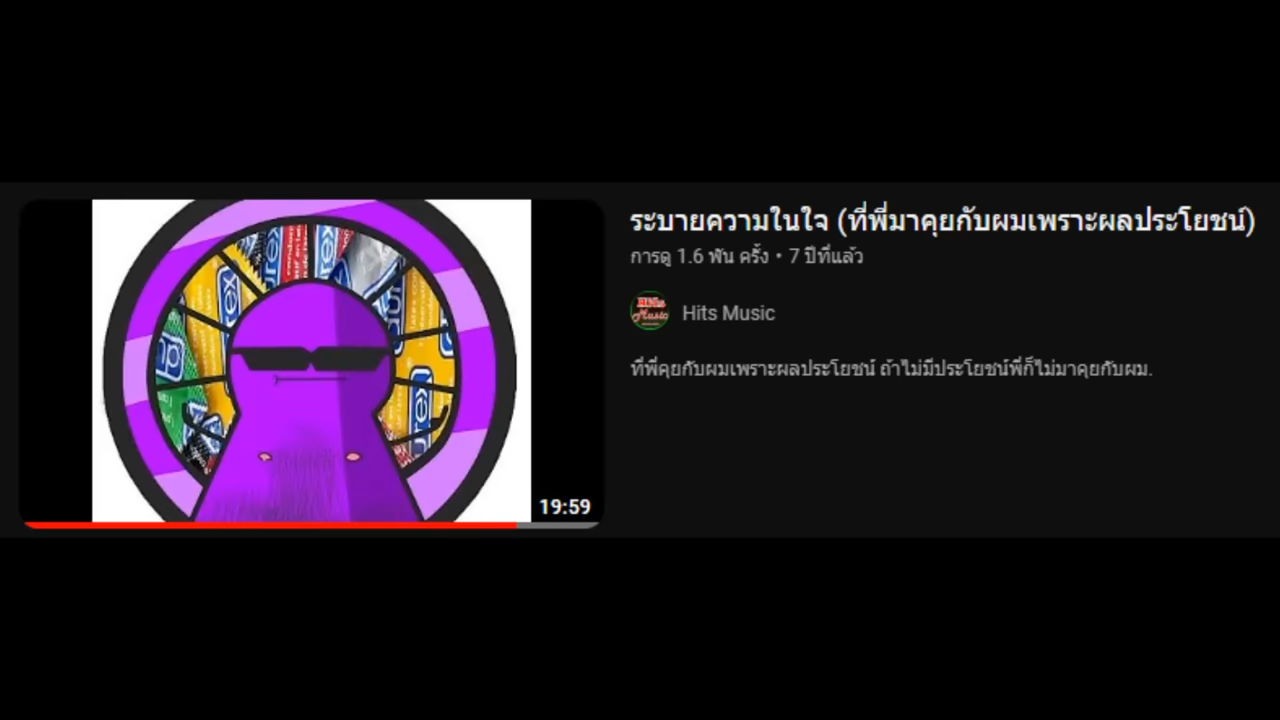 ระบายความในใจ (ที่พี่มาคุยกับผมเพราะผลประโยชน์)
การดู 1.6 พัน ครั้ง • 7 ปีที่แล้ว
Hits Music
Hits Music
ที่พี่คุยกับผมเพราะผลประโยชน์ ถ้าไม่มีประโยชน์พี่ก็ไม่มาคุยกับผม.
19:59